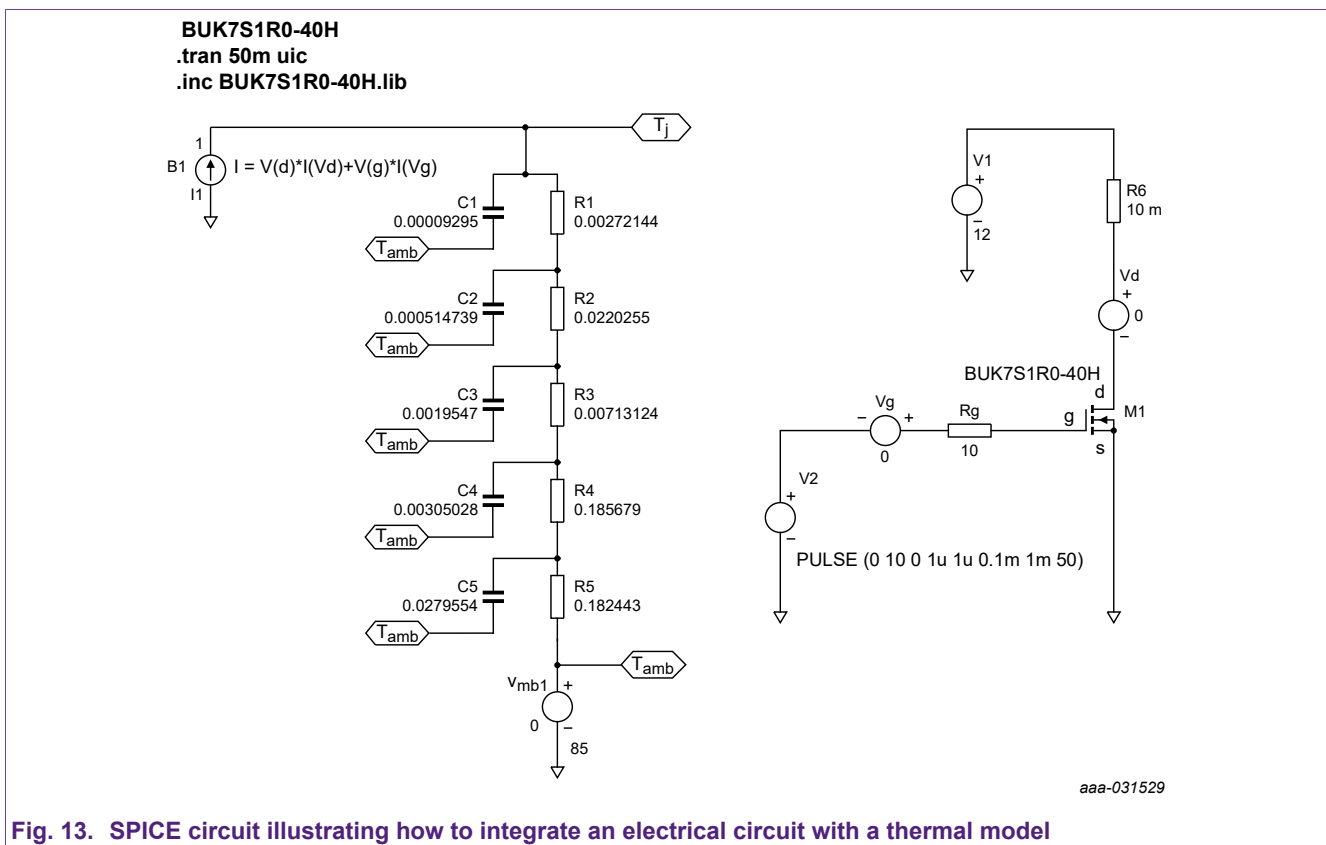 BUK7S1R0-40H
.tran 50m uic
.inc BUK7S1R0-40H.lib
Tj
1
B1
I = V(d)*I(Vd)+V(g)*I(Vg)
I1
C1
0.00009295
R1
0.00272144
Tamb
C2
0.000514739
R2
0.0220255
Tamb
C3
0.0019547
R3
0.00713124
Tamb
C4
0.00305028
R4
0.185679
Tamb
C5
0.0279554
R5
0.182443
Tamb
Tamb
vmb1
+
0
−
85
V1
+
−
12
R6
10 m
Vd
+
0
−
BUK7S1R0-40H
d
g
M1
s
Vg
−
+
0
Rg
10
V2
+
−
PULSE (0 10 0 1u 1u 0.1m 1m 50)
aaa-031529
Fig. 13. SPICE circuit illustrating how to integrate an electrical circuit with a thermal model